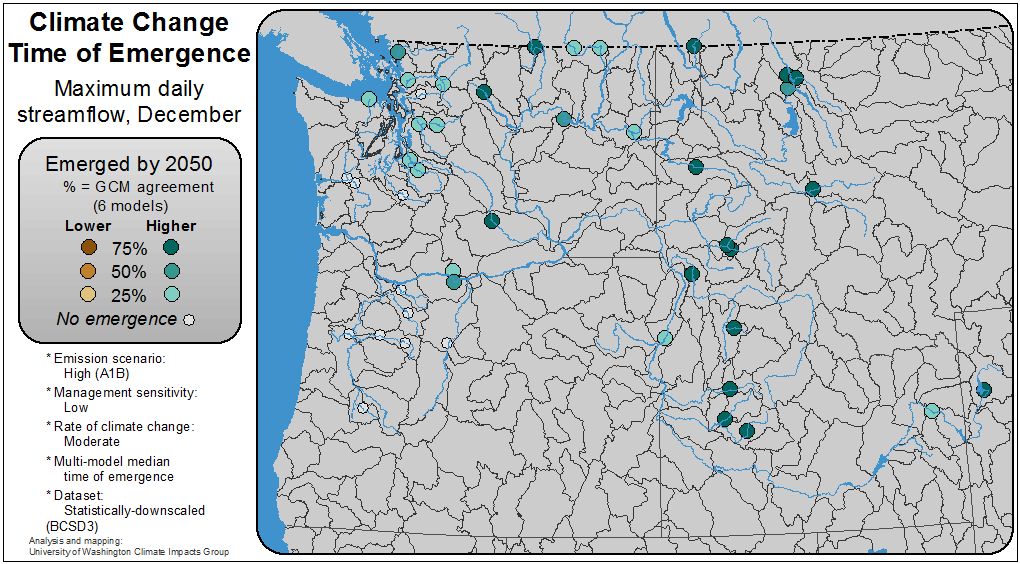 Climate Change
Time of Emergence
Maximum daily
streamflow, December
Emerged by 2050
% = GCM agreement
(6 models)
Lower Higher
75%
50%
25%
No emergence
* Emission scenario:
High (A1B)
* Management sensitivity:
Low
* Rate of climate change:
Moderate
* Multi-model median
time of emergence
* Dataset:
Statistically-downscaled
(BCSD3)
Analysis and mapping:
University of Washington Climate Impacts Group